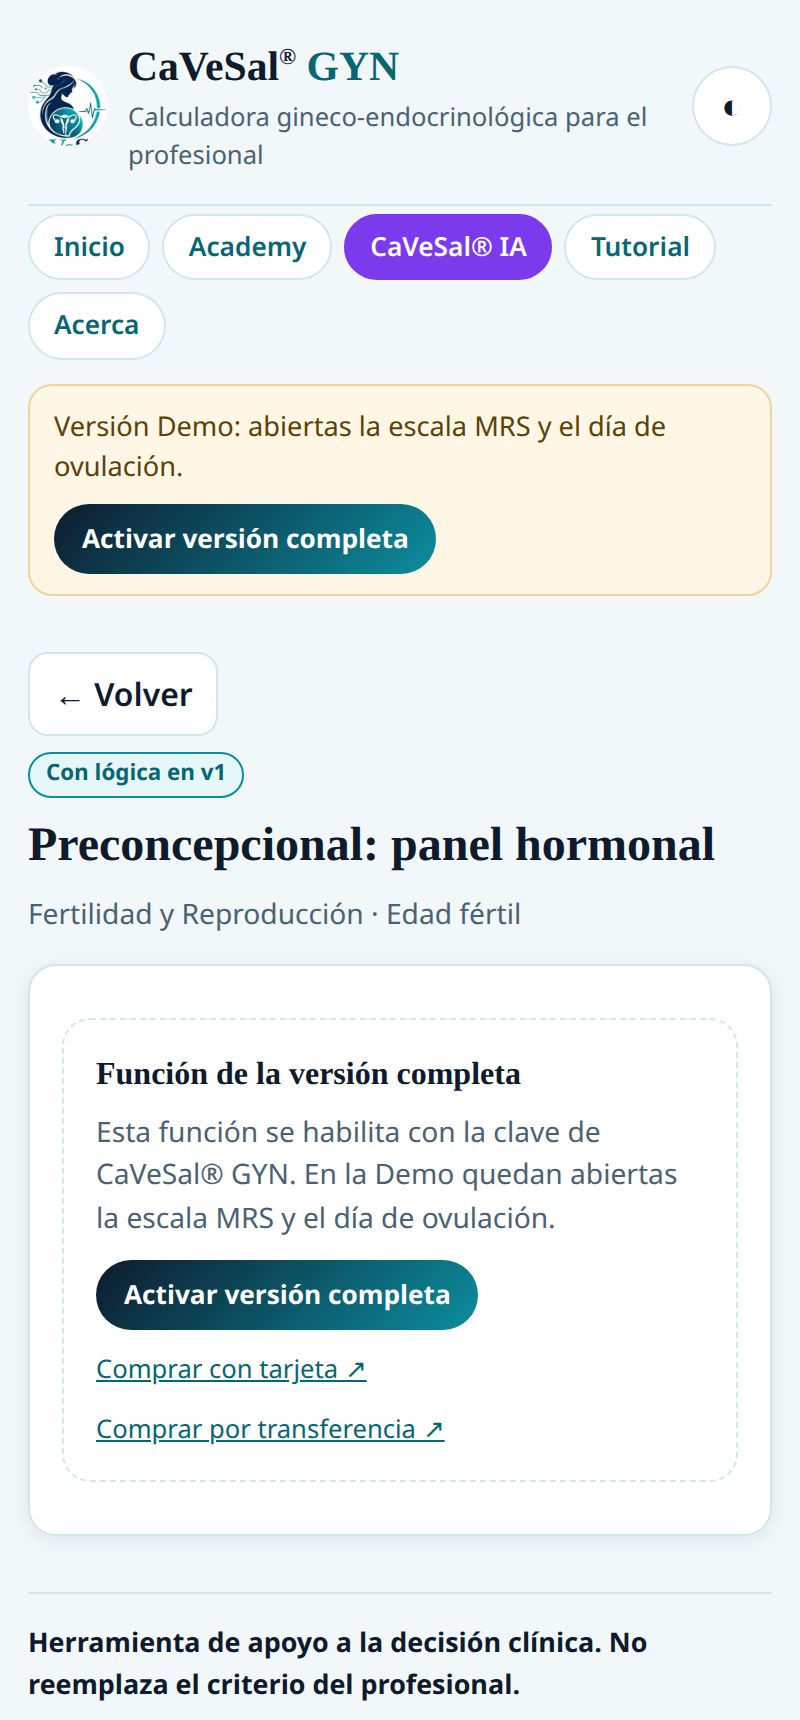 CaVeSal® GYN
Calculadora gineco-endocrinológica para el
profesional
Inicio
Academy
CaVeSal® IA
Tutorial
Acerca
Versión Demo: abiertas la escala MRS y el día de
ovulación.
Activar versión completa
← Volver
Con lógica en v1
Preconcepcional: panel hormonal
Fertilidad y Reproducción · Edad fértil
Función de la versión completa
Esta función se habilita con la clave de
CaVeSal® GYN. En la Demo quedan abiertas
la escala MRS y el día de ovulación.
Activar versión completa
Comprar con tarjeta ↗
Comprar por transferencia ↗
Herramienta de apoyo a la decisión clínica. No
reemplaza el criterio del profesional.